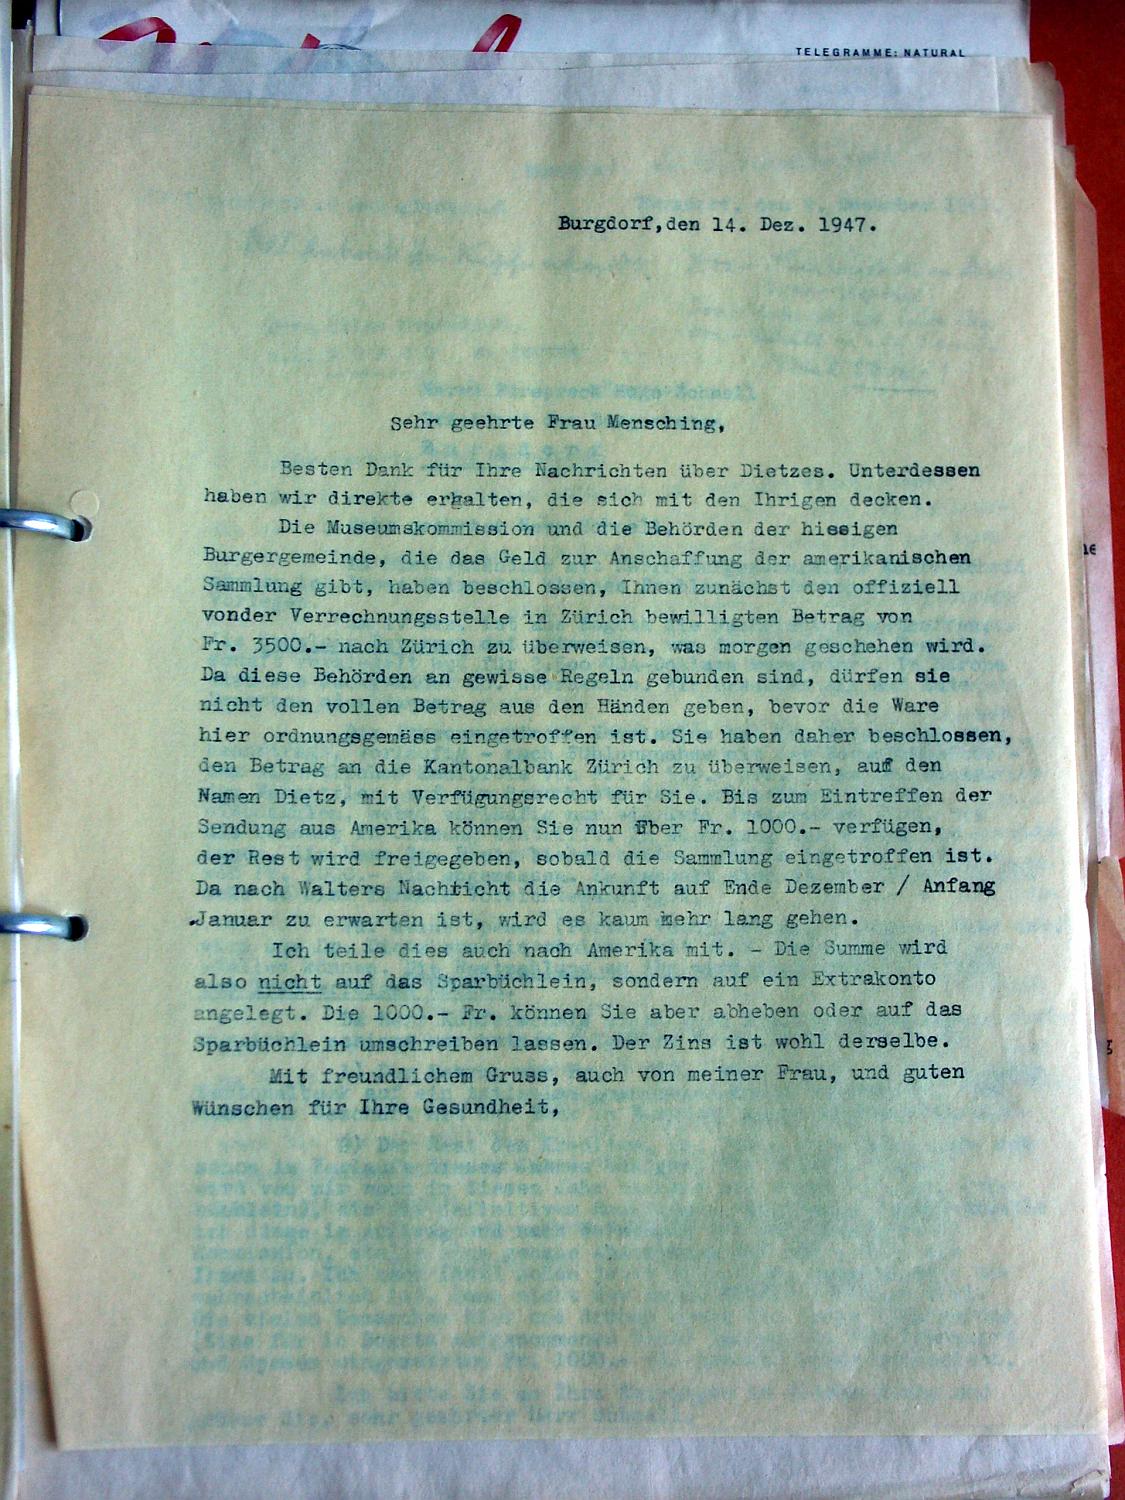 TELEGRAMME: NATURAL
Burgdorf,den 14. Dez. 1947.
Sehr geehrte Frau Mensching,
Besten Dank für Ihre Nachrichten über Dietzes. Unterdessen
haben wir direkte erhalten, die sich mit den Ihrigen decken.
Die Museumskommission und die Behörden der hiesigen
Burgergemeinde, die das Geld zur Anschaffung der amerikanischen
Sammlung gibt, haben beschlossen, Ihnen zunächst den offiziell
vonder Verrechnungsstelle in Zürich bewilligten Betrag von
Fr. 3500.- nach Zürich zu überweisen, was morgen geschehen wird.
Da diese Behörden an gewisse Regeln gebunden sind, dürfen sie
nicht den vollen Betrag aus den Händen geben, bevor die Ware
hier ordnungsgemäss eingetroffen ist. Sie haben daher beschlossen,
den Betrag an die Kantonalbank Zürich zu überweisen, auf den
Namen Dietz, mit Verfügungsrecht für Sie. Bis zum Eintreffen der
Sendung aus Amerika können Sie nun über Fr. 1000.- verfügen,
der Rest wird freigegeben, sobald die Sammlung eingetroffen ist.
Da nach Walters Nachricht die Ankunft auf Ende Dezember / Anfang
Januar zu erwarten ist, wird es kaum mehr lang gehen.
Ich teile dies auch nach Amerika mit. - Die Summe wird
also nicht auf das Sparbüchlein, sondern auf ein Extrakonto
angelegt. Die 1000.- Fr. können Sie aber abheben oder auf das
Sparbüchlein umschreiben lassen. Der Zins ist wohl derselbe.
Mit freundlichem Gruss, auch von meiner Frau, und guten
Wünschen für Ihre Gesundheit,